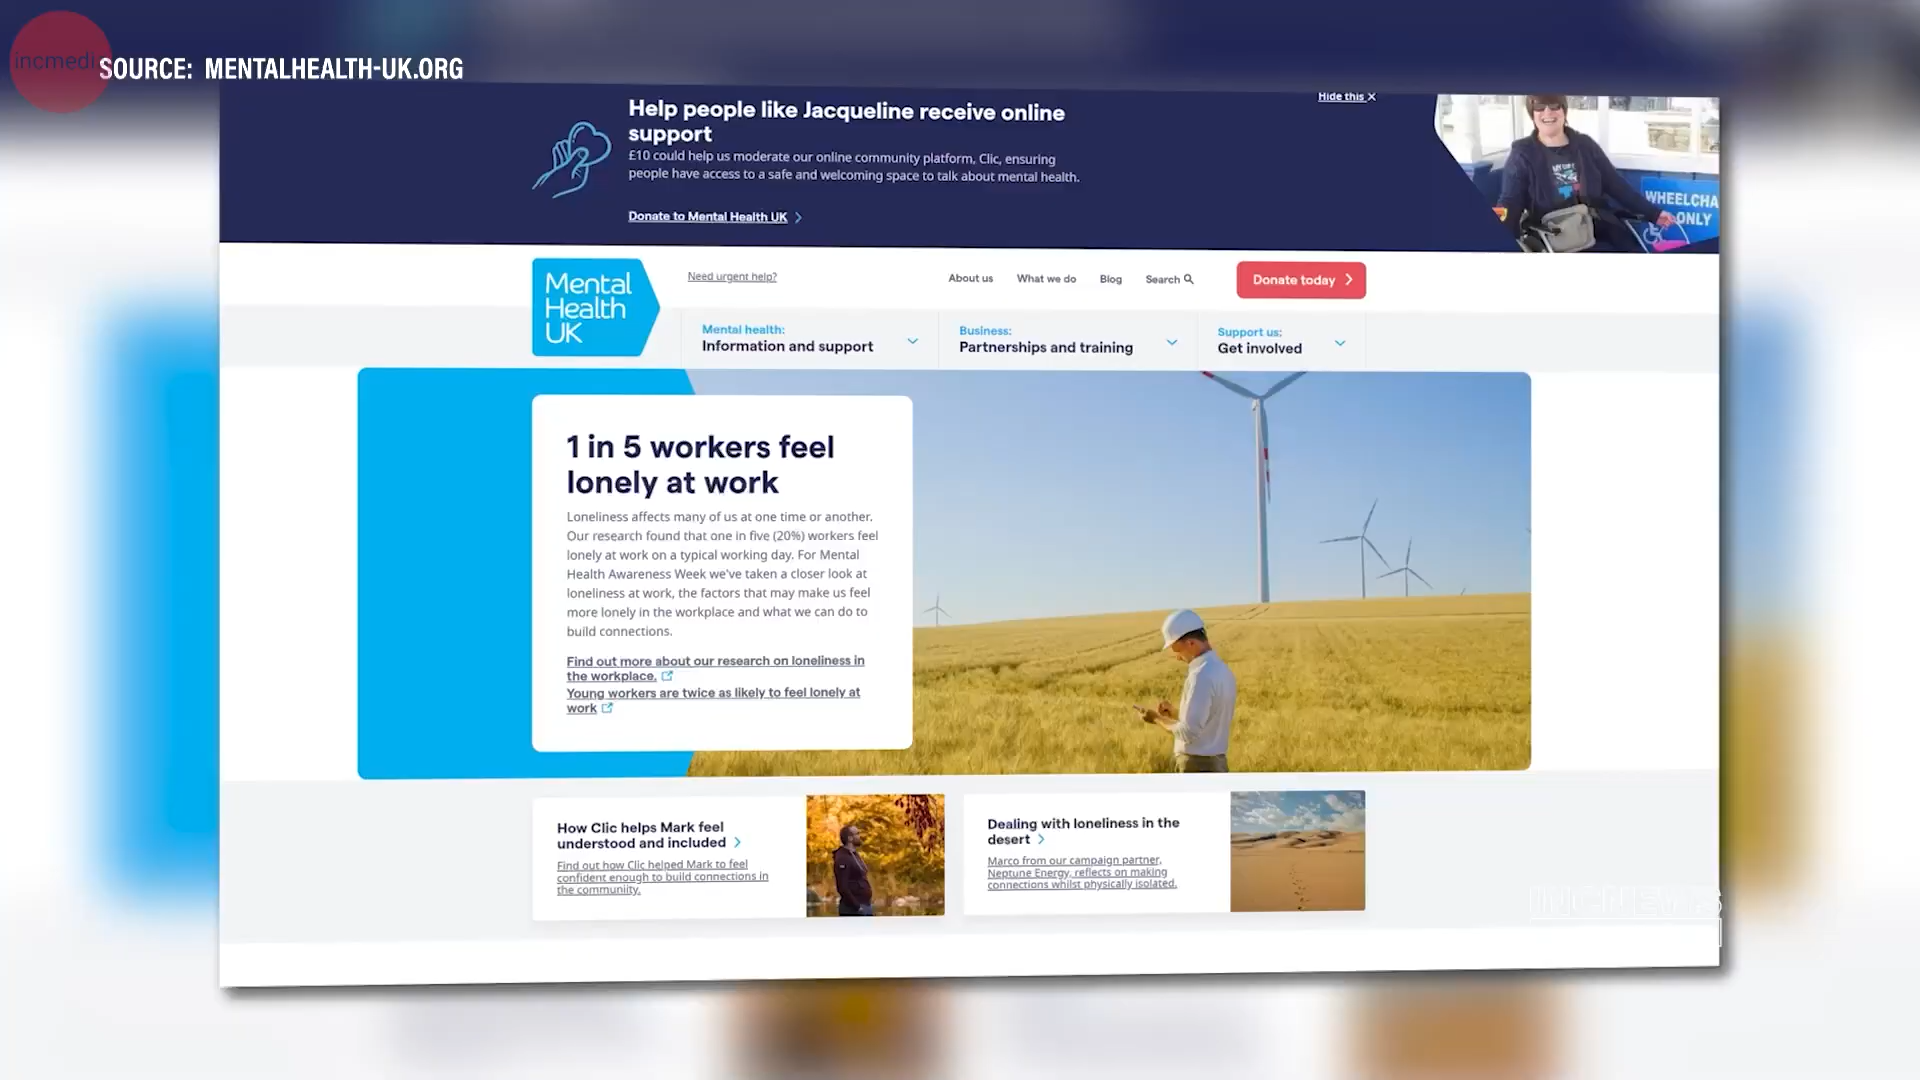 incmedi
SOURCE: MENTALHEALTH-UK.ORG
Hide this ✕
Help people like Jacqueline receive online
support
£10 could help us moderate our online community platform, Clic, ensuring
people have access to a safe and welcoming space to talk about mental health.
Donate to Mental Health UK
WHEELCHA
ONLY
Mental
Health
UK
Need urgent help?
About us What we do Blog Search
Donate today
Mental health:
Information and support
Business:
Partnerships and training
Support us:
Get involved
1 in 5 workers feel
lonely at work
Loneliness affects many of us at one time or another.
Our research found that one in five (20%) workers feel
lonely at work on a typical working day. For Mental
Health Awareness Week we've taken a closer look at
loneliness at work, the factors that may make us feel
more lonely in the workplace and what we can do to
build connections.
Find out more about our research on loneliness in
the workplace.
Young workers are twice as likely to feel lonely at
work
How Clic helps Mark feel
understood and included
Find out how Clic helped Mark to feel
confident enough to build connections in
the communiity.
Dealing with loneliness in the
desert
Marco from our campaign partner,
Neptune Energy, reflects on making
connections whilst physically isolated.
INC NEWS